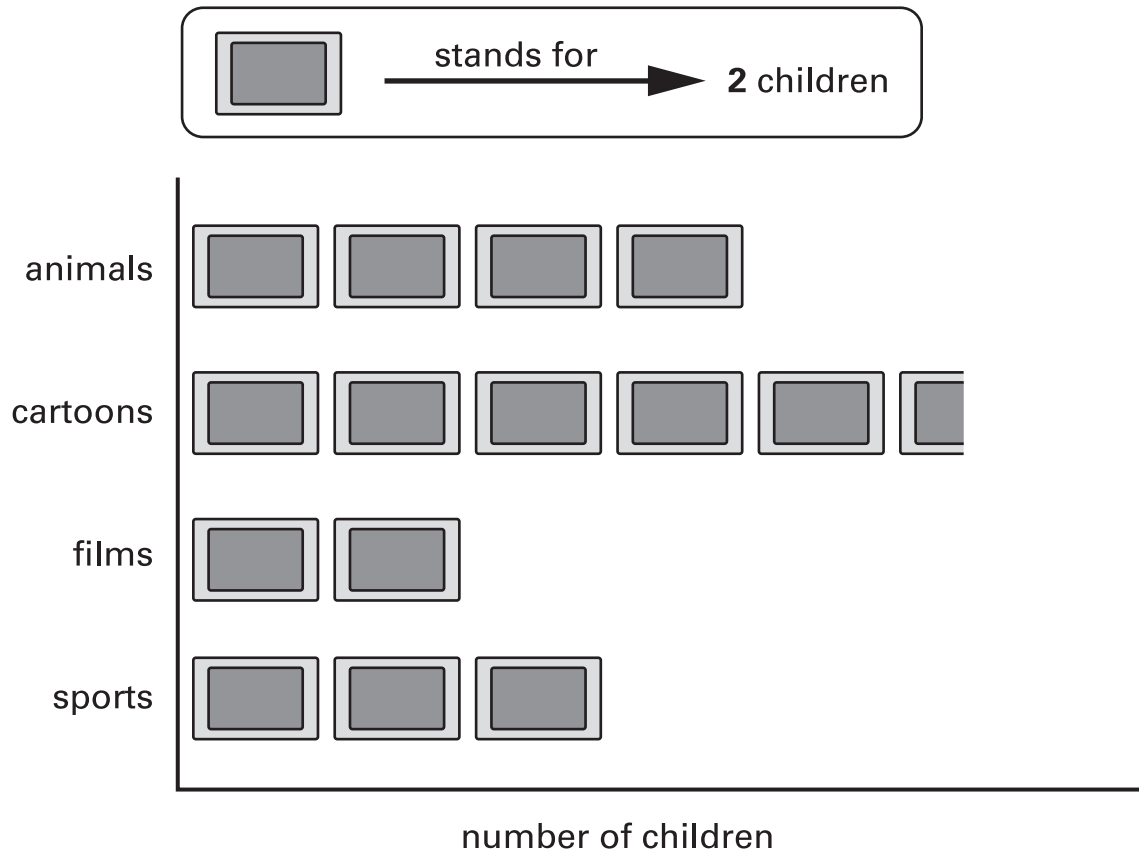 stands for
2 children
animals
cartoons
films
sports
number of children